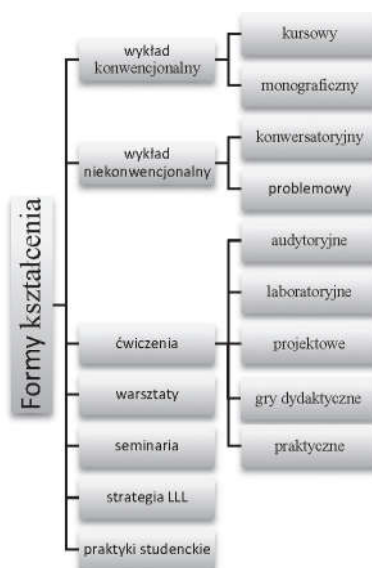 Formy kształcenia
wykład
konwencjonalny
kursowy
monograficzny
wykład
niekonwencjonalny
konwersatoryjny
problemowy
ćwiczenia
audytoryjne
laboratoryjne
projektowe
gry dydaktyczne
praktyczne
warsztaty
seminaria
strategia LLL
praktyki studenckie